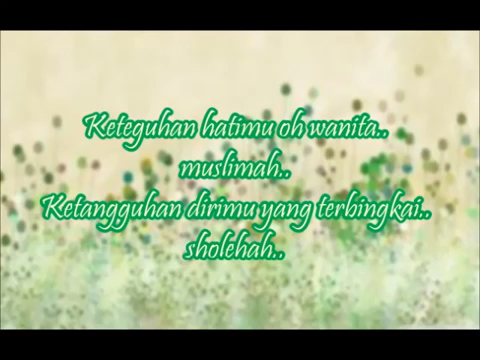 Keteguhan hatimu oh wanita..
muslimah..
Ketangguhan dirimu yang terbingkai..
sholehah..